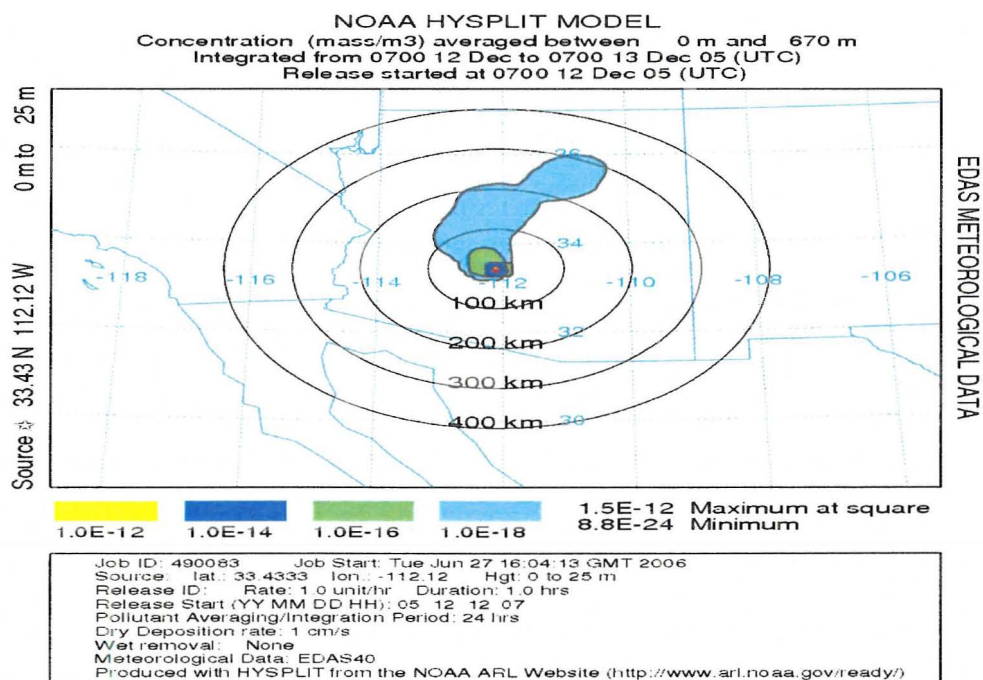 NOAA HYSPLIT MODEL
Concentration (mass/m3) averaged between 0 m and 670 m
Integrated from 0700 12 Dec to 0700 13 Dec 05 (UTC)
Release started at 0700 12 Dec 05 (UTC)
Source ☆ 33.43 N 112.12 W 0 m to 25 m
36
34
-118
-116
-114
-112
-110
-108
-106
100 km
32
200 km
300 km
400 km
30
EDAS METEOROLOGICAL DATA
1.0E-12
1.0E-14
1.0E-16
1.0E-18
1.5E-12 Maximum at square
8.8E-24 Minimum
Job ID: 490083 Job Start: Tue Jun 27 16:04:13 GMT 2006
Source: lat.: 33.4333 lon.: -112.12 Hgt: 0 to 25 m
Release ID: Rate: 1.0 unit/hr Duration: 1.0 hrs
Release Start (YY MM DD HH): 05 12 12 07
Pollutant Averaging/Integration Period: 24 hrs
Dry Deposition rate: 1 cm/s
Wet removal: None
Meteorological Data: EDAS40
Produced with HYSPLIT from the NOAA ARL Website (http://www.arl.noaa.gov/ready/)